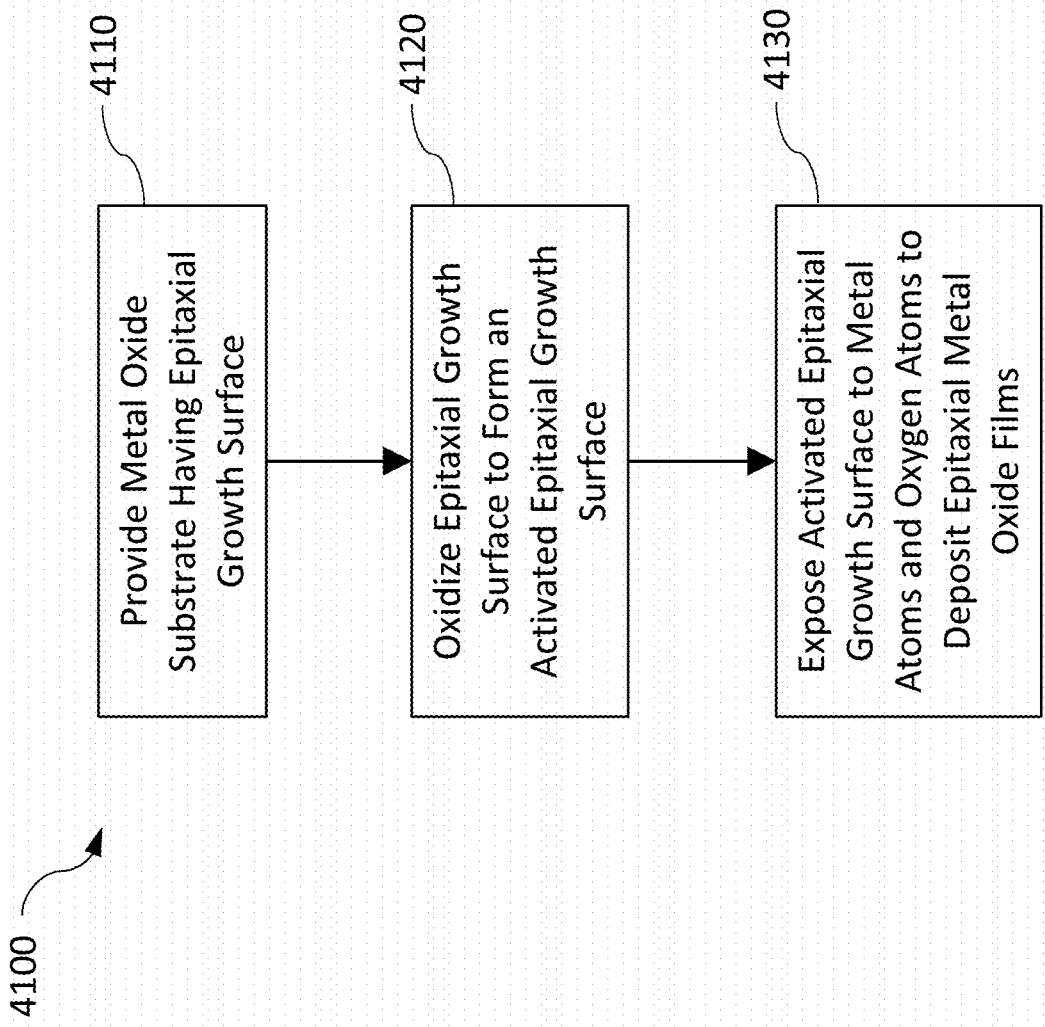 4100
4110
Provide Metal Oxide
Substrate Having Epitaxial
Growth Surface
4120
Oxidize Epitaxial Growth
Surface to Form an
Activated Epitaxial Growth
Surface
4130
Expose Activated Epitaxial
Growth Surface to Metal
Atoms and Oxygen Atoms to
Deposit Epitaxial Metal
Oxide Films